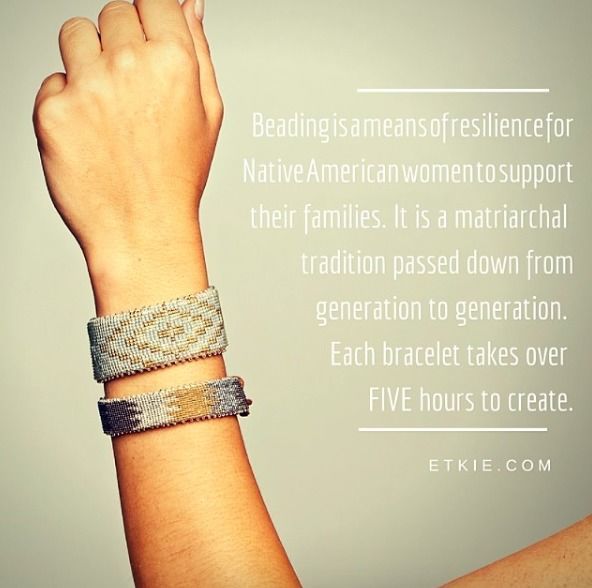 Beading is a means of resilience for
Native American women to support
their families. It is a matriarchal
tradition passed down from
generation to generation.
Each bracelet takes over
FIVE hours to create.
ETKIE.COM